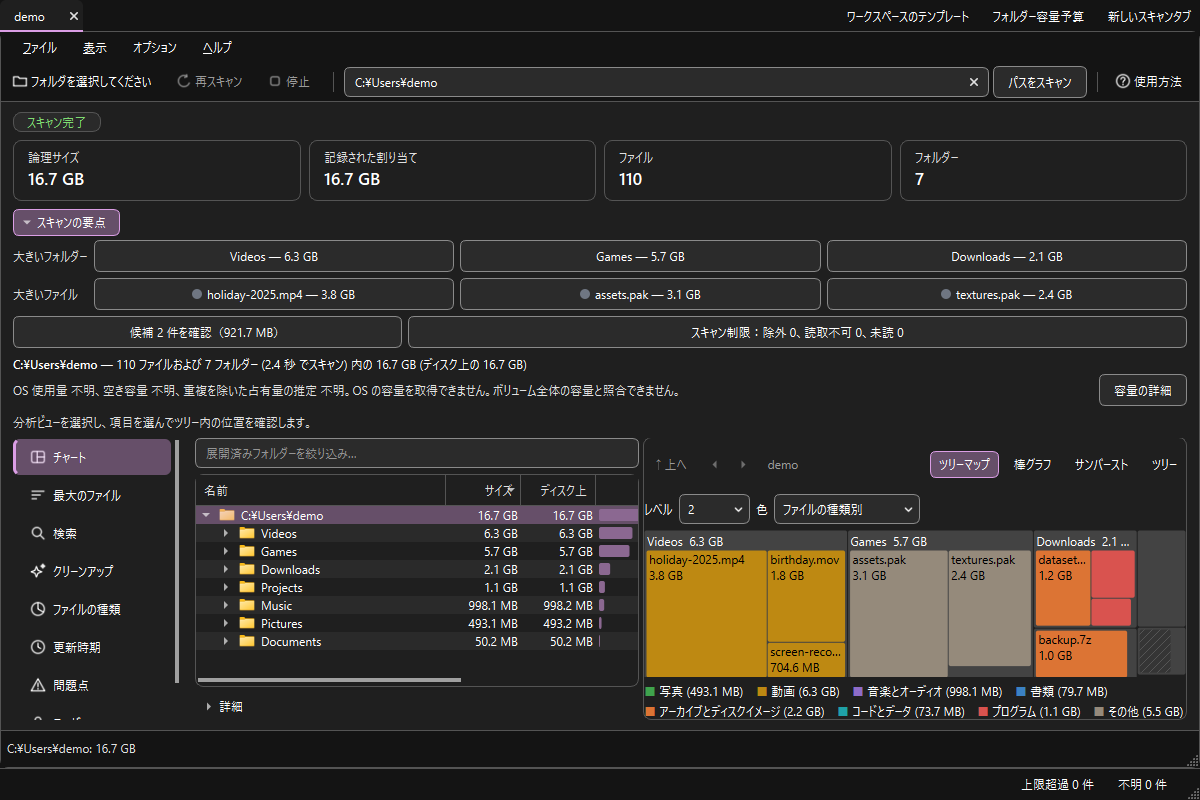 demo ✕
ワークスペースのテンプレート フォルダー容量予算 新しいスキャンタブ
ファイル 表示 オプション ヘルプ
フォルダを選択してください 再スキャン 停止 C:¥Users¥demo ✕ パスをスキャン 使用方法
スキャン完了
論理サイズ
16.7 GB
記録された割り当て
16.7 GB
ファイル
110
フォルダー
7
スキャンの要点
大きいフォルダー Videos — 6.3 GB Games — 5.7 GB Downloads — 2.1 GB
大きいファイル holiday-2025.mp4 — 3.8 GB assets.pak — 3.1 GB textures.pak — 2.4 GB
候補 2 件を確認（921.7 MB） スキャン制限：除外 0、読取不可 0、未読 0
C:¥Users¥demo — 110 ファイルおよび 7 フォルダー (2.4 秒 でスキャン) 内の 16.7 GB (ディスク上の 16.7 GB)
OS 使用量 不明、空き容量 不明、重複を除いた占有量の推定 不明。OS の容量を取得できません。ボリューム全体の容量と照合できません。
容量の詳細
分析ビューを選択し、項目を選んでツリー内の位置を確認します。
チャート
最大のファイル
検索
クリーンアップ
ファイルの種類
更新時期
問題点
展開済みフォルダーを絞り込み...
名前 サイズ ディスク上
C:¥Users¥demo 16.7 GB 16.7 GB
Videos 6.3 GB 6.3 GB
Games 5.7 GB 5.7 GB
Downloads 2.1 GB 2.1 GB
Projects 1.1 GB 1.1 GB
Music 998.1 MB 998.2 MB
Pictures 493.1 MB 493.2 MB
Documents 50.2 MB 50.2 MB
詳細
↑ 上へ demo ツリーマップ 棒グラフ サンバースト ツリー
レベル 2 色 ファイルの種類別
Videos 6.3 GB
holiday-2025.mp4
3.8 GB
birthday.mov
1.8 GB
screen-reco...
704.6 MB
Games 5.7 GB
assets.pak
3.1 GB
textures.pak
2.4 GB
Downloads 2.1 ...
dataset...
1.2 GB
backup.7z
1.0 GB
写真 (493.1 MB) 動画 (6.3 GB) 音楽とオーディオ (998.1 MB) 書類 (79.7 MB)
アーカイブとディスクイメージ (2.2 GB) コードとデータ (73.7 MB) プログラム (1.1 GB) その他 (5.5 GB)
C:¥Users¥demo: 16.7 GB
上限超過 0 件 不明 0 件